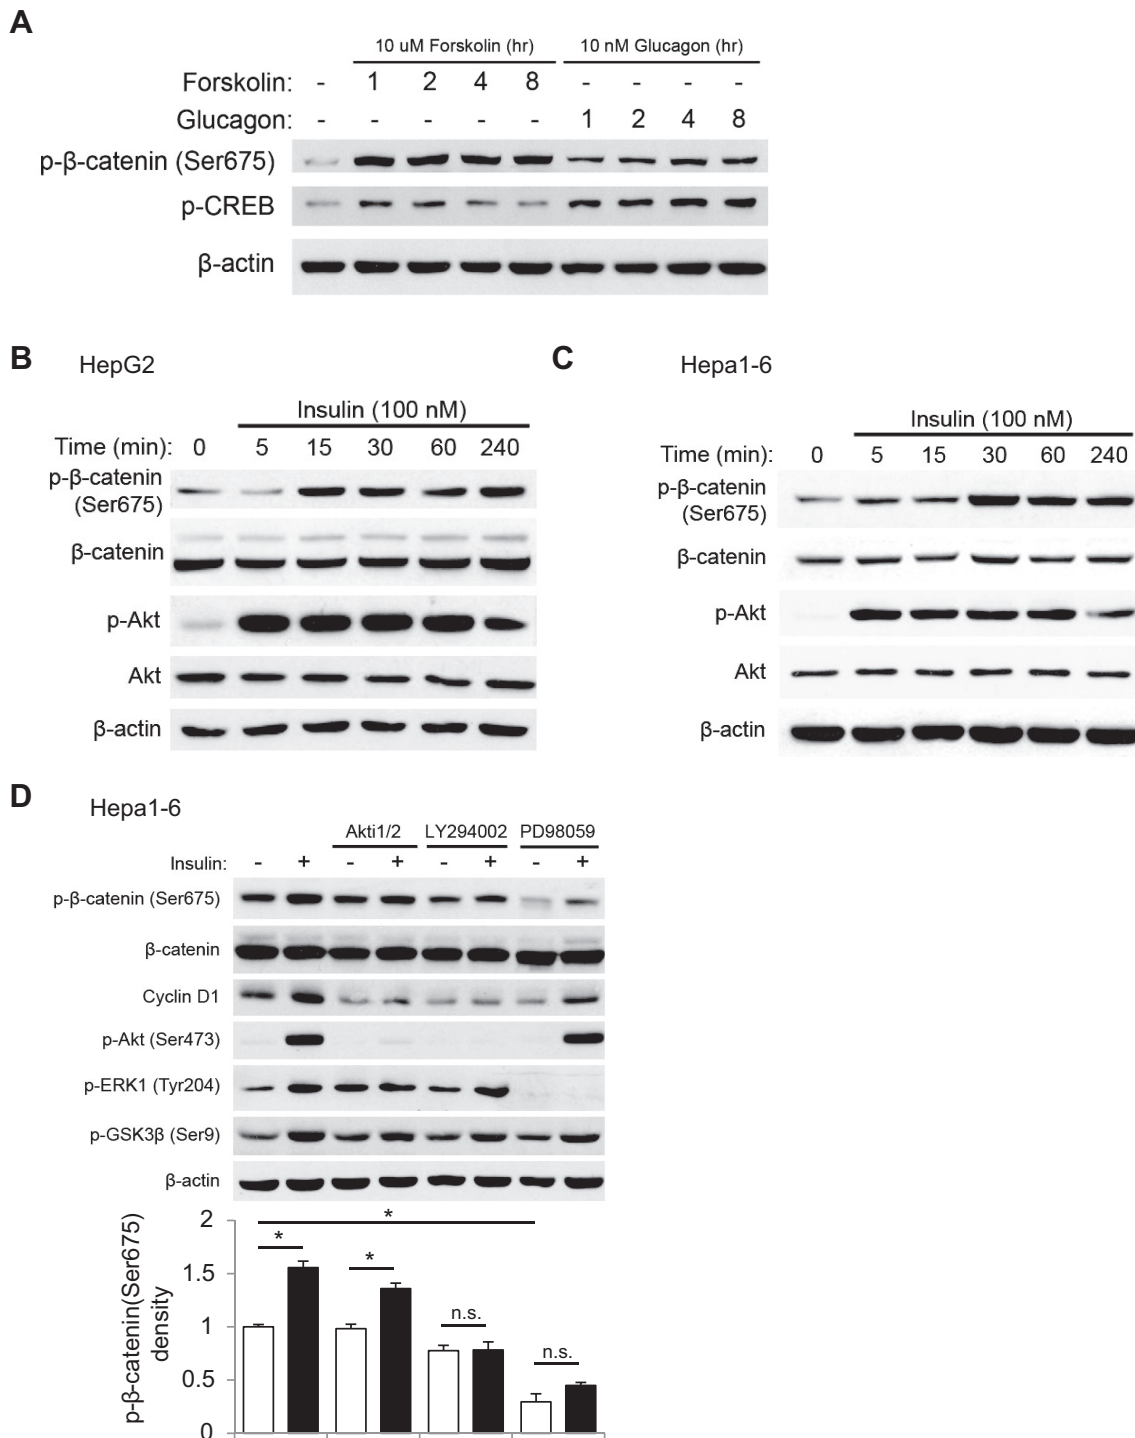 A
10 uM Forskolin (hr) 10 nM Glucagon (hr)
Forskolin: - 1 2 4 8 - - - -
Glucagon: - - - - - 1 2 4 8
p-β-catenin (Ser675)
p-CREB
β-actin
B HepG2
Insulin (100 nM)
Time (min): 0 5 15 30 60 240
p-β-catenin
(Ser675)
β-catenin
p-Akt
Akt
β-actin
C Hepa1-6
Insulin (100 nM)
Time (min): 0 5 15 30 60 240
p-β-catenin
(Ser675)
β-catenin
p-Akt
Akt
β-actin
D Hepa1-6
Akti1/2 LY294002 PD98059
Insulin: - + - + - + - +
p-β-catenin (Ser675)
β-catenin
Cyclin D1
p-Akt (Ser473)
p-ERK1 (Tyr204)
p-GSK3β (Ser9)
β-actin
p-β-catenin(Ser675)
density
2
1.5
1
0.5
0
*
* *
n.s.
n.s.